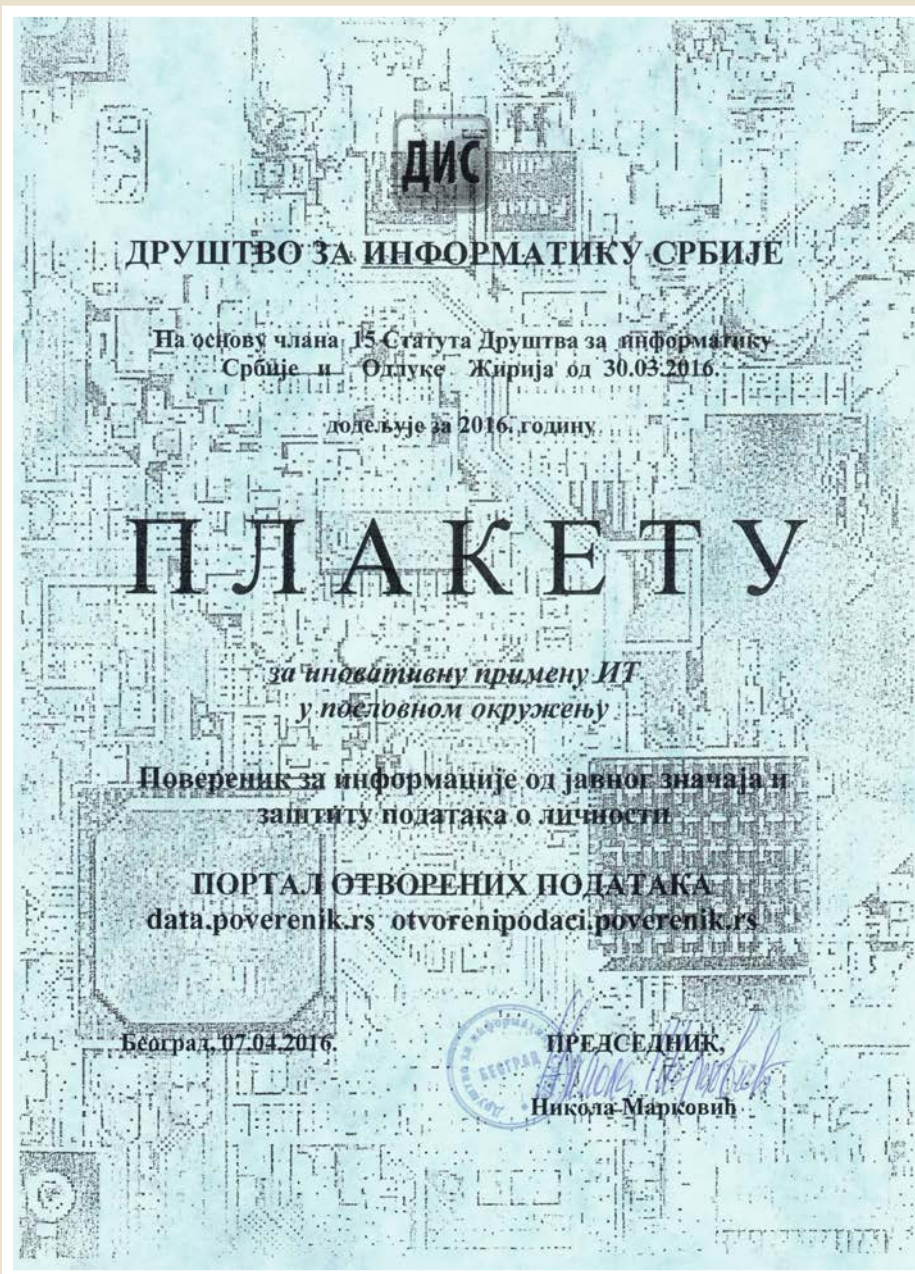 ДИС
ДРУШТВО ЗА ИНФОРМАТИКУ СРБИЈЕ
На основу члана 15 Статута Друштва за информатику
Србије и Одлуке Жирија од 30.03.2016.
додељује за 2016. годину
ПЛАКЕТУ
за иновативну примену ИТ
у пословном окружењу
Повереник за информације од јавног значаја и
заштиту података о личности
ПОРТАЛ ОТВОРЕНИХ ПОДАТАКА
data.poverenik.rs otvorenipodaci.poverenik.rs
Београд, 07.04.2016.
ПРЕДСЕДНИК,
БЕОГРАД
Никола Марковић